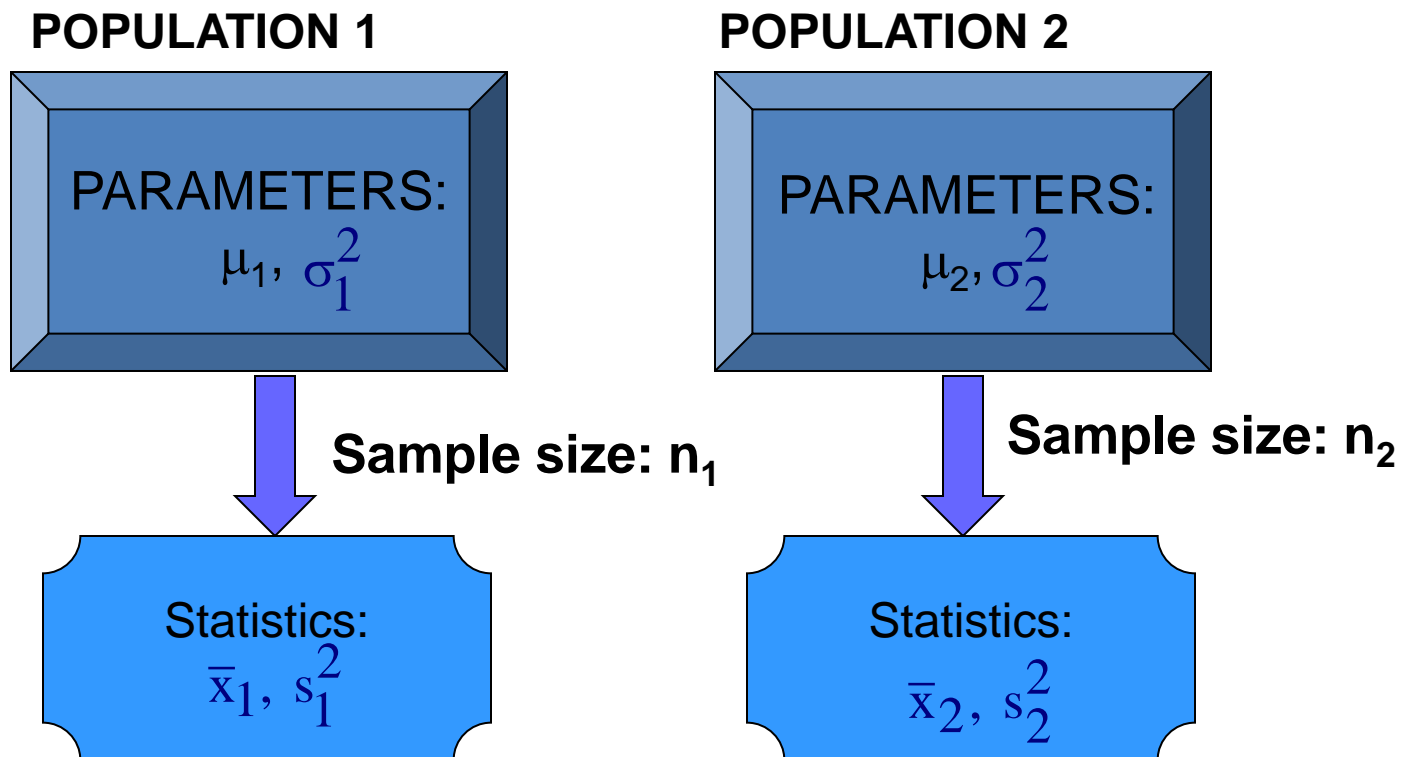 POPULATION 1
PARAMETERS:
μ₁, σ₁²
Sample size: n₁
Statistics:
x̄₁, s₁²
POPULATION 2
PARAMETERS:
μ₂, σ₂²
Sample size: n₂
Statistics:
x̄₂, s₂²